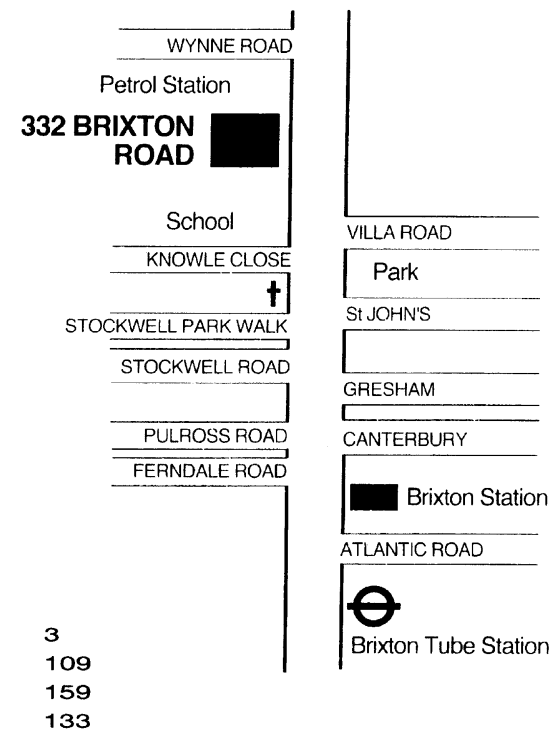 WYNNE ROAD
Petrol Station
332 BRIXTON
ROAD
School
VILLA ROAD
KNOWLE CLOSE
Park
St JOHN'S
STOCKWELL PARK WALK
STOCKWELL ROAD
GRESHAM
PULROSS ROAD
CANTERBURY
FERNDALE ROAD
Brixton Station
ATLANTIC ROAD
Brixton Tube Station
3
109
159
133